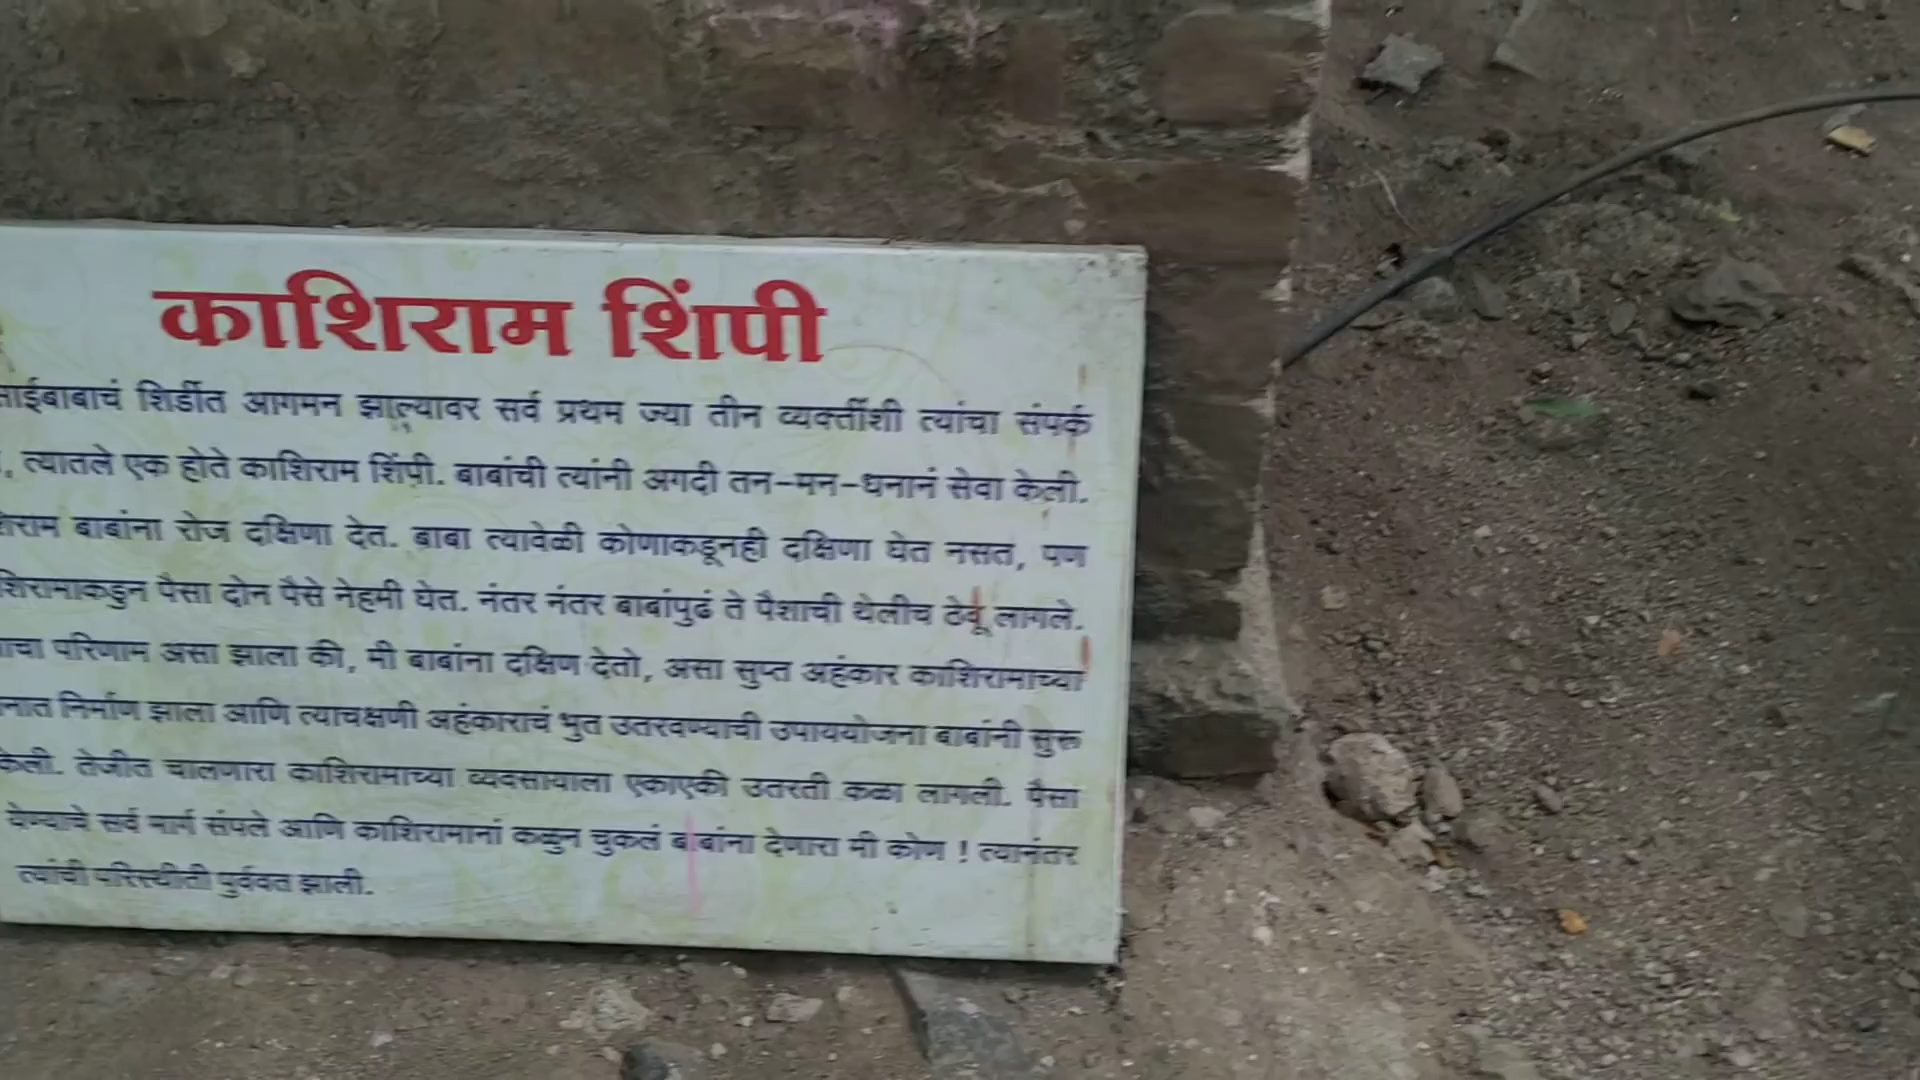 काशिराम शिंपी
साईबाबाचं शिर्डीत आगमन झाल्यावर सर्व प्रथम ज्या तीन व्यक्तींशी त्यांचा संपर्क
, त्यातले एक होते काशिराम शिंपी. बाबांची त्यांनी अगदी तन-मन-धनानं सेवा केली.
शिराम बाबांना रोज दक्षिणा देत. बाबा त्यावेळी कोणाकडूनही दक्षिणा घेत नसत, पण
शिरामाकडुन पैसा दोन पैसे नेहमी घेत. नंतर नंतर बाबांपुढं ते पैशाची थेलीच ठेवू लागले.
चा परिणाम असा झाला की, मी बाबांना दक्षिण देतो, असा सुप्त अहंकार काशिरामाच्या
नात निर्माण झाला आणि त्याचक्षणी अहंकाराचं भुत उतरवण्याची उपाययोजना बाबांनी सुरु
केली. तेजीत चालणारा काशिरामाच्या व्यवसायाला एकाएकी उतरती कळा लागली. पैसा
देण्याचे सर्व मार्ग संपले आणि काशिरामानां कळुन चुकलं बाबांना देणारा मी कोण ! त्यानंतर
त्यांची परिस्थीती पुर्ववत झाली.